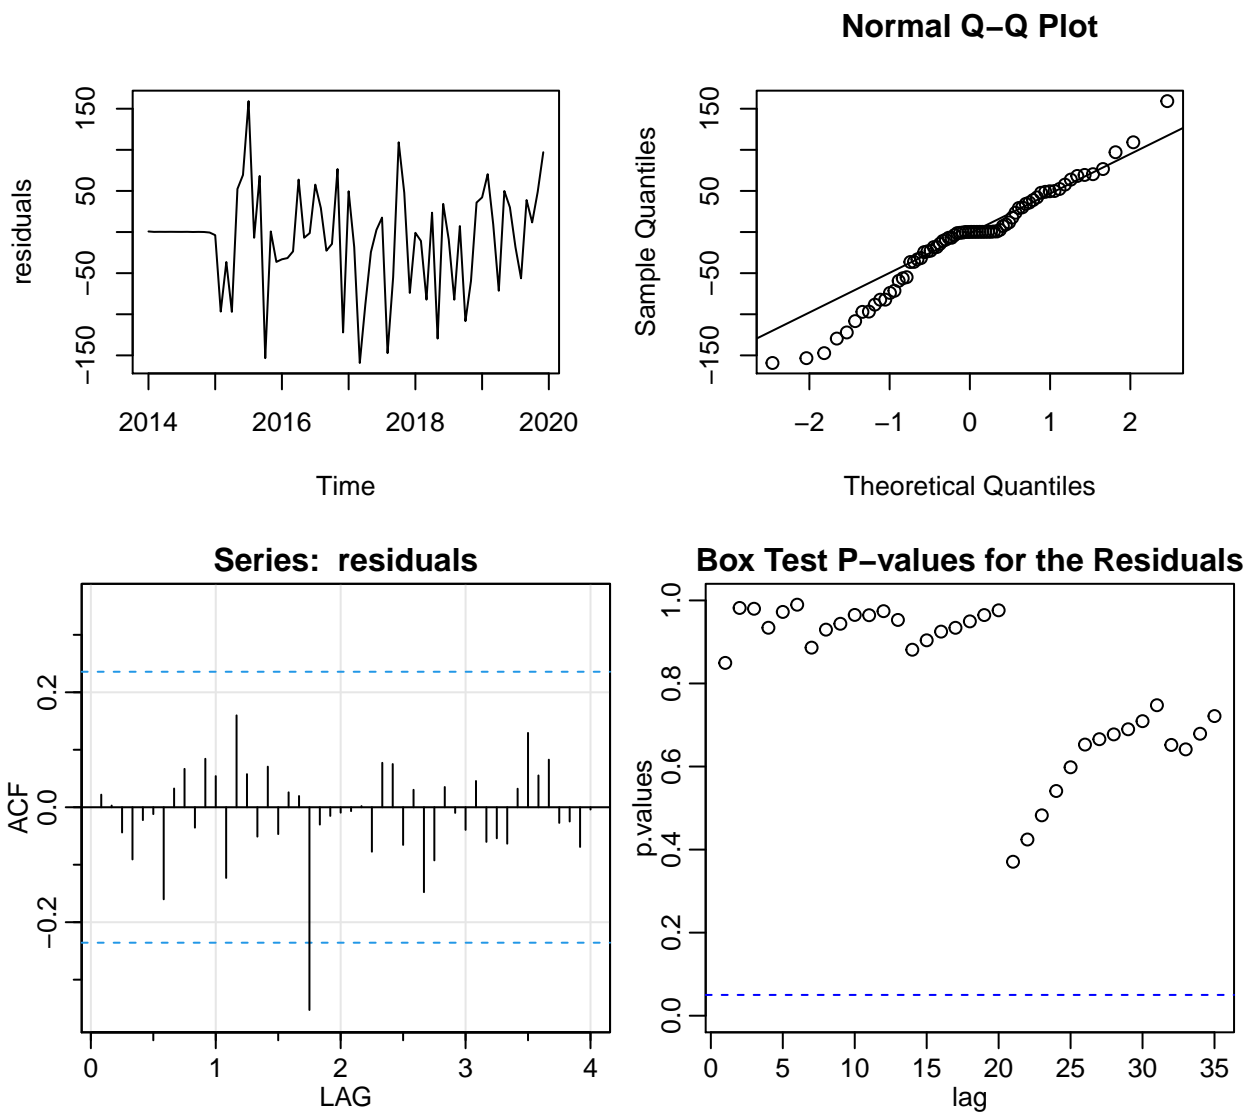 Normal Q−Q Plot
residuals
150
50
−50
−150
2014 2016 2018 2020
Time
Sample Quantiles
150
50
−50
−150
−2 −1 0 1 2
Theoretical Quantiles
Series: residuals
ACF
0.2
0.0
−0.2
0 1 2 3 4
LAG
Box Test P−values for the Residuals
p.values
1.0
0.8
0.6
0.4
0.2
0.0
0 5 10 15 20 25 30 35
lag